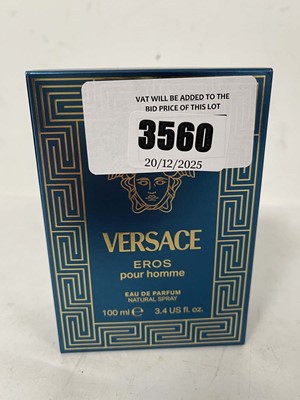 VAT WILL BE ADDED TO THE
BID PRICE OF THIS LOT
3560
20/12/2025
VERSACE
EROS
pour homme
EAU DE PARFUM
NATURAL SPRAY
100 ml ℮ 3.4 US fl. oz.